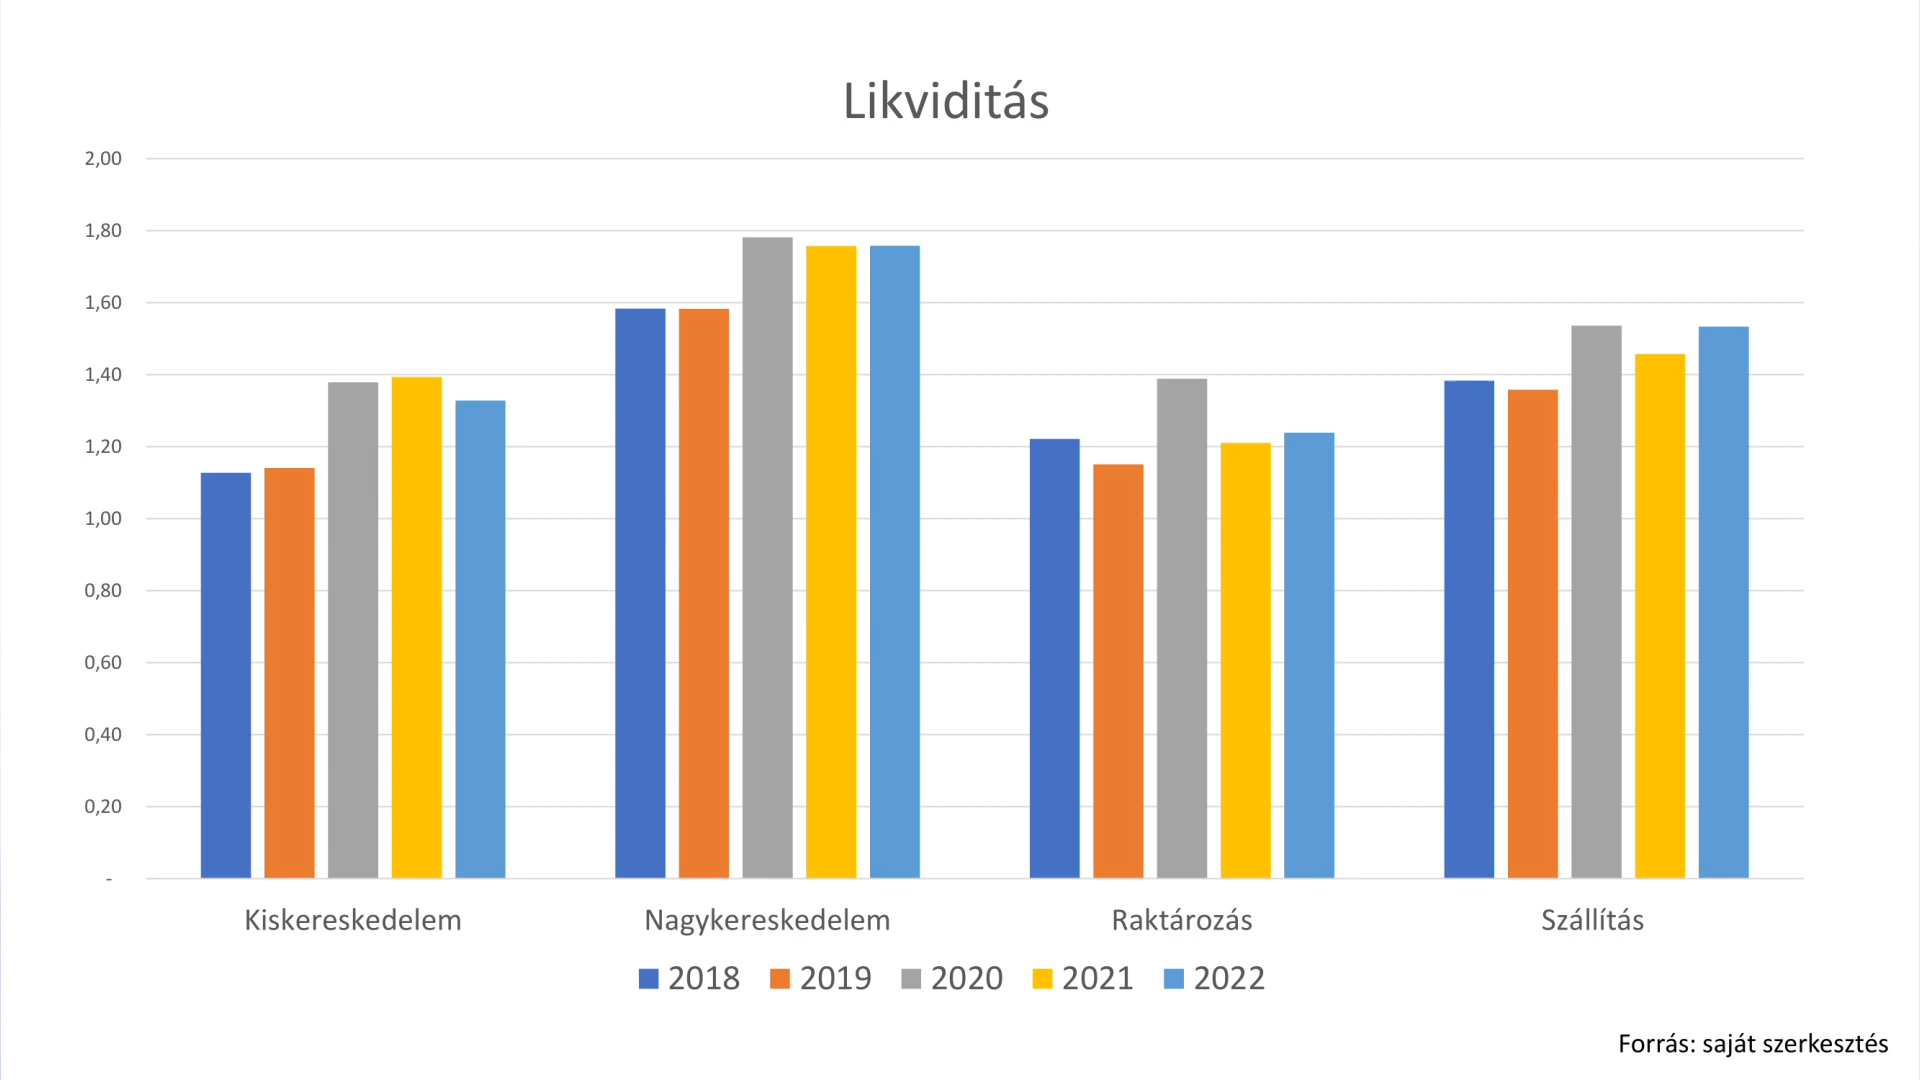 Likviditás
2,00
1,80
1,60
1,40
1,20
1,00
0,80
0,60
0,40
0,20
-
Kiskereskedelem Nagykereskedelem Raktározás Szállítás
2018 2019 2020 2021 2022
Forrás: saját szerkesztés